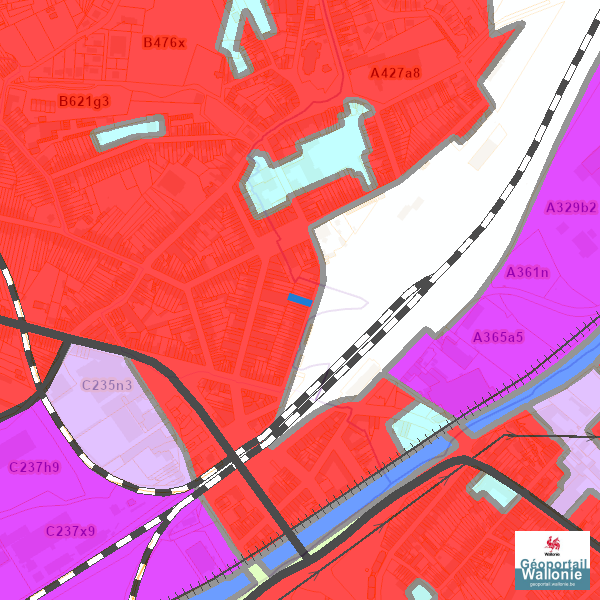 B476x
A427a8
B621g3
A329b2
A361n
A365a5
C235n3
C237h9
C237x9
Wallonie
Géoportail
Wallonie
geoportail.wallonie.be